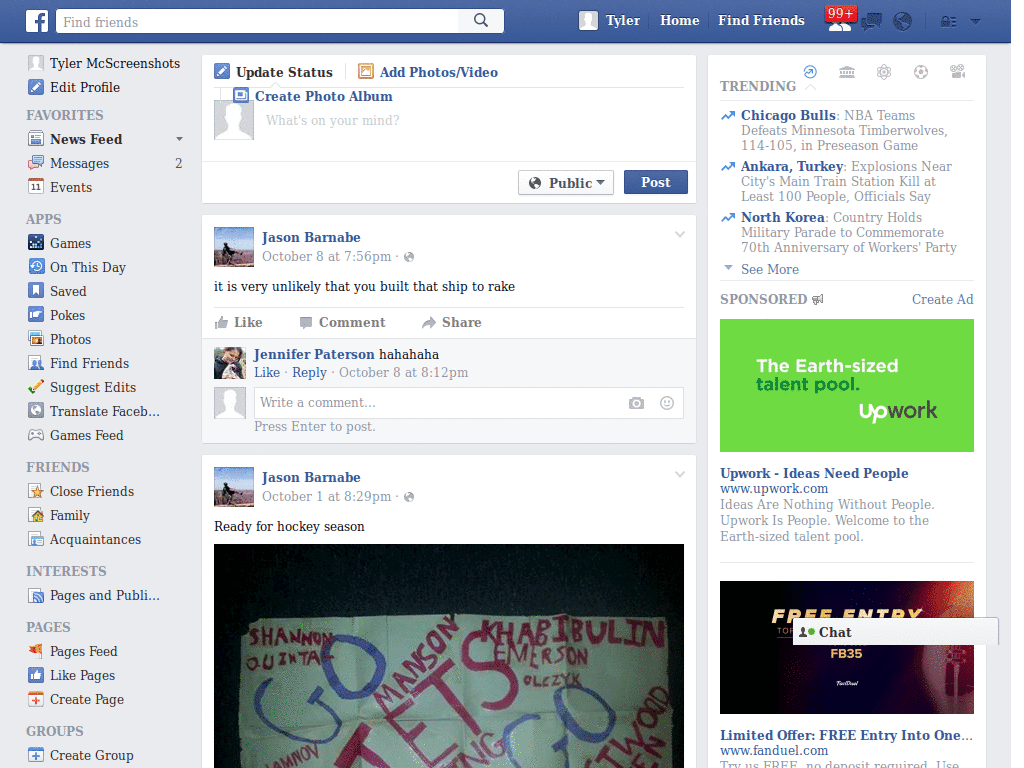 Find friends
Tyler
Home
Find Friends
99+
Tyler McScreenshots
Edit Profile
FAVORITES
News Feed
Messages 2
11 Events
APPS
Games
On This Day
Saved
Pokes
Photos
Find Friends
Suggest Edits
Translate Faceb...
Games Feed
FRIENDS
Close Friends
Family
Acquaintances
INTERESTS
Pages and Publi...
PAGES
Pages Feed
Like Pages
Create Page
GROUPS
Create Group
Update Status
Add Photos/Video
Create Photo Album
What's on your mind?
Public
Post
Jason Barnabe
October 8 at 7:56pm ·
it is very unlikely that you built that ship to rake
Like Comment Share
Jennifer Paterson hahahaha
Like · Reply · October 8 at 8:12pm
Write a comment...
Press Enter to post.
Jason Barnabe
October 1 at 8:29pm ·
Ready for hockey season
SHANNON
QUINTAL
GO
MANSON
KHABIBULIN
EMERSON
OLCZYK
JETS
GO
TRENDING
Chicago Bulls: NBA Teams
Defeats Minnesota Timberwolves,
114-105, in Preseason Game
Ankara, Turkey: Explosions Near
City's Main Train Station Kill at
Least 100 People, Officials Say
North Korea: Country Holds
Military Parade to Commemorate
70th Anniversary of Workers' Party
See More
SPONSORED
Create Ad
The Earth-sized
talent pool.
Upwork
Upwork - Ideas Need People
www.upwork.com
Ideas Are Nothing Without People.
Upwork Is People. Welcome to the
Earth-sized talent pool.
FREE ENTRY
Chat
FB35
FanDuel
Limited Offer: FREE Entry Into One...
www.fanduel.com
Try us FREE, no deposit required. Use